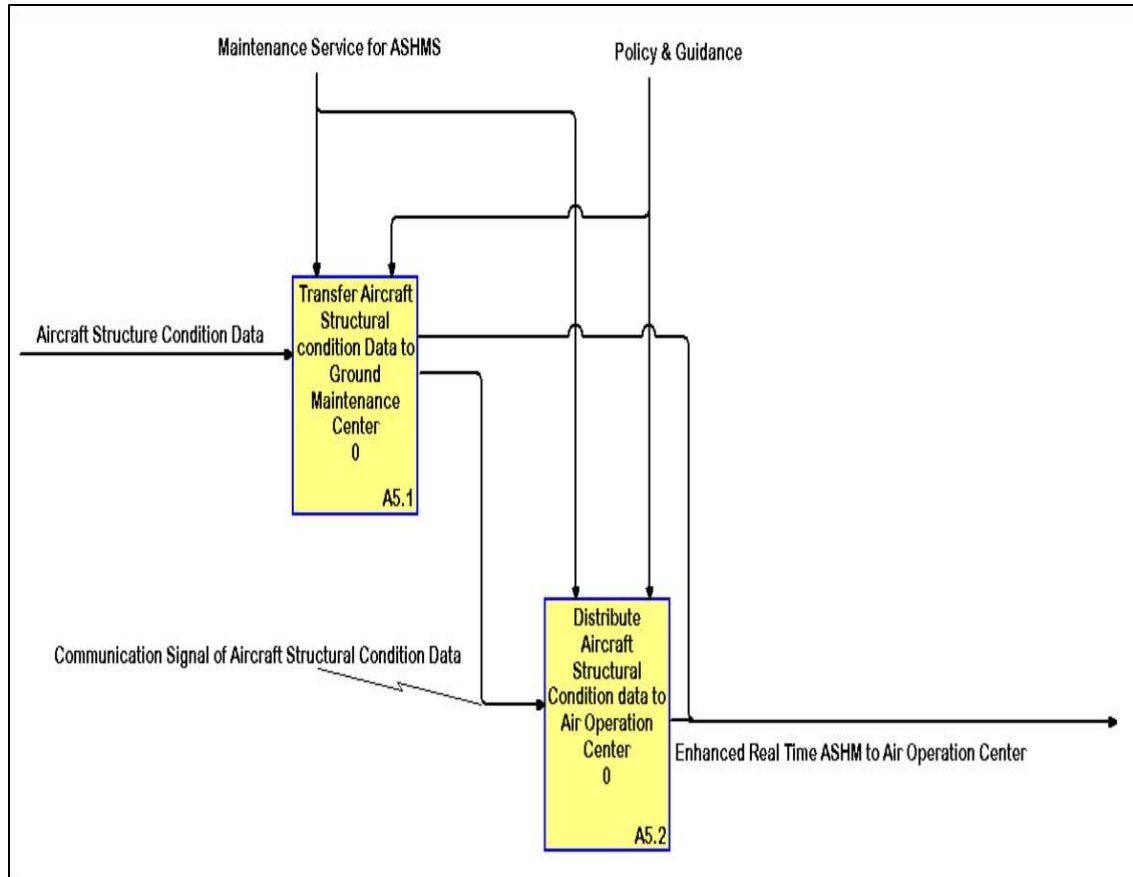 Maintenance Service for ASHMS
Policy & Guidance
Aircraft Structure Condition Data
Transfer Aircraft
Structural
condition Data to
Ground
Maintenance
Center
0
A5.1
Communication Signal of Aircraft Structural Condition Data
Distribute
Aircraft
Structural
Condition data to
Air Operation
Center
0
A5.2
Enhanced Real Time ASHM to Air Operation Center